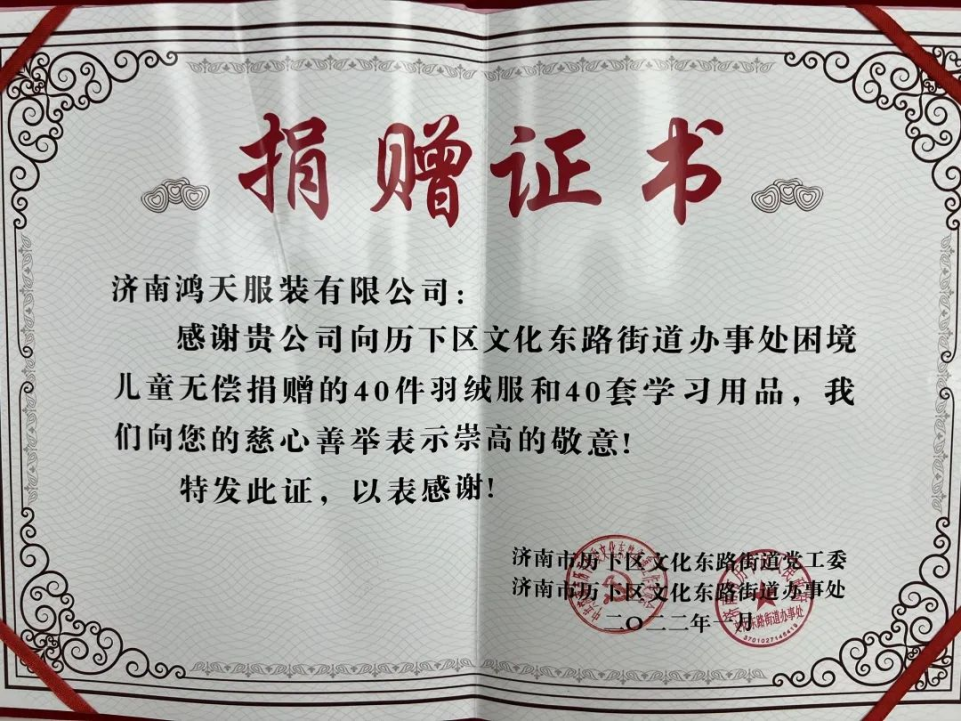 捐赠证书
济南鸿天服装有限公司：
感谢贵公司向历下区文化东路街道办事处困境
儿童无偿捐赠的40件羽绒服和40套学习用品，我
们向您的慈心善举表示崇高的敬意！
特发此证，以表感谢！
济南市历下区文化东路街道党工委
济南市历下区文化东路街道办事处
二〇二二年一月